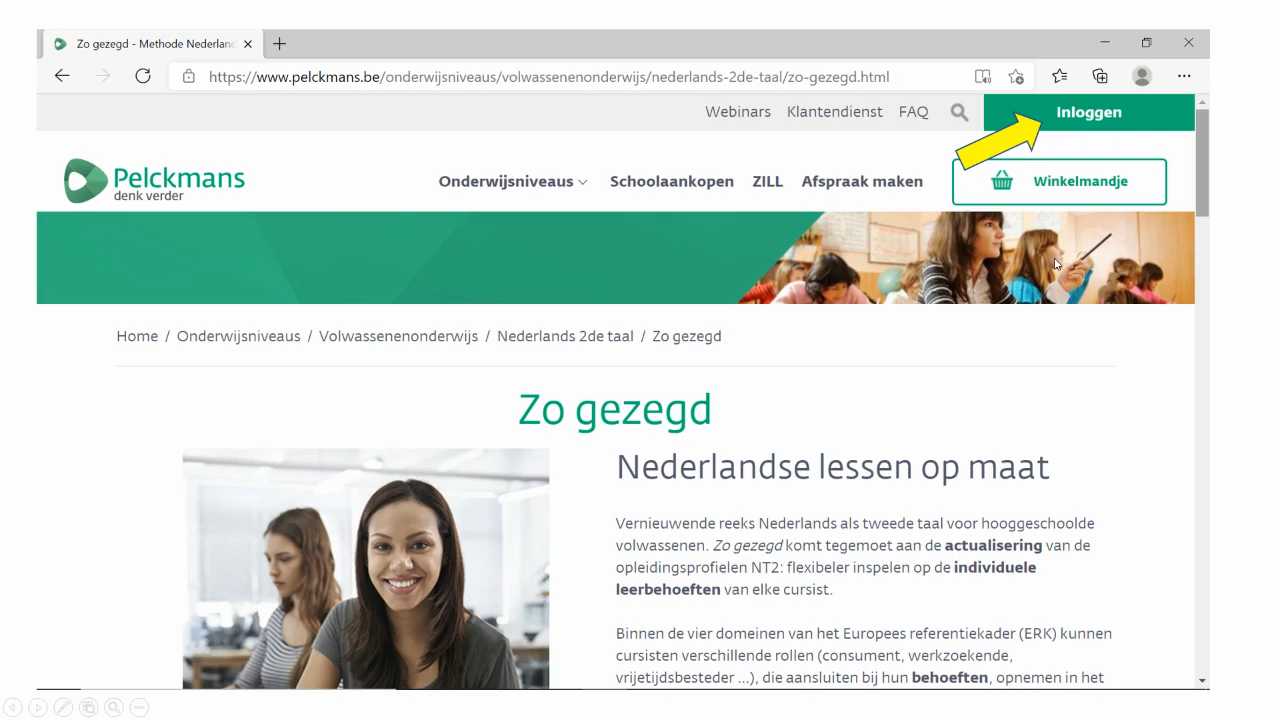 Zo gezegd - Methode Nederlanc
https://www.pelckmans.be/onderwijsniveaus/volwassenenonderwijs/nederlands-2de-taal/zo-gezegd.html
Webinars Klantendienst FAQ Inloggen
Pelckmans
denk verder
Onderwijsniveaus Schoolaankopen ZILL Afspraak maken Winkelmandje
Home / Onderwijsniveaus / Volwassenenonderwijs / Nederlands 2de taal / Zo gezegd
Zo gezegd
Nederlandse lessen op maat
Vernieuwende reeks Nederlands als tweede taal voor hooggeschoolde
volwassenen. Zo gezegd komt tegemoet aan de actualisering van de
opleidingsprofielen NT2: flexibeler inspelen op de individuele
leerbehoeften van elke cursist.
Binnen de vier domeinen van het Europees referentiekader (ERK) kunnen
cursisten verschillende rollen (consument, werkzoekende,
vrijetijdsbesteder ...), die aansluiten bij hun behoeften, opnemen in het